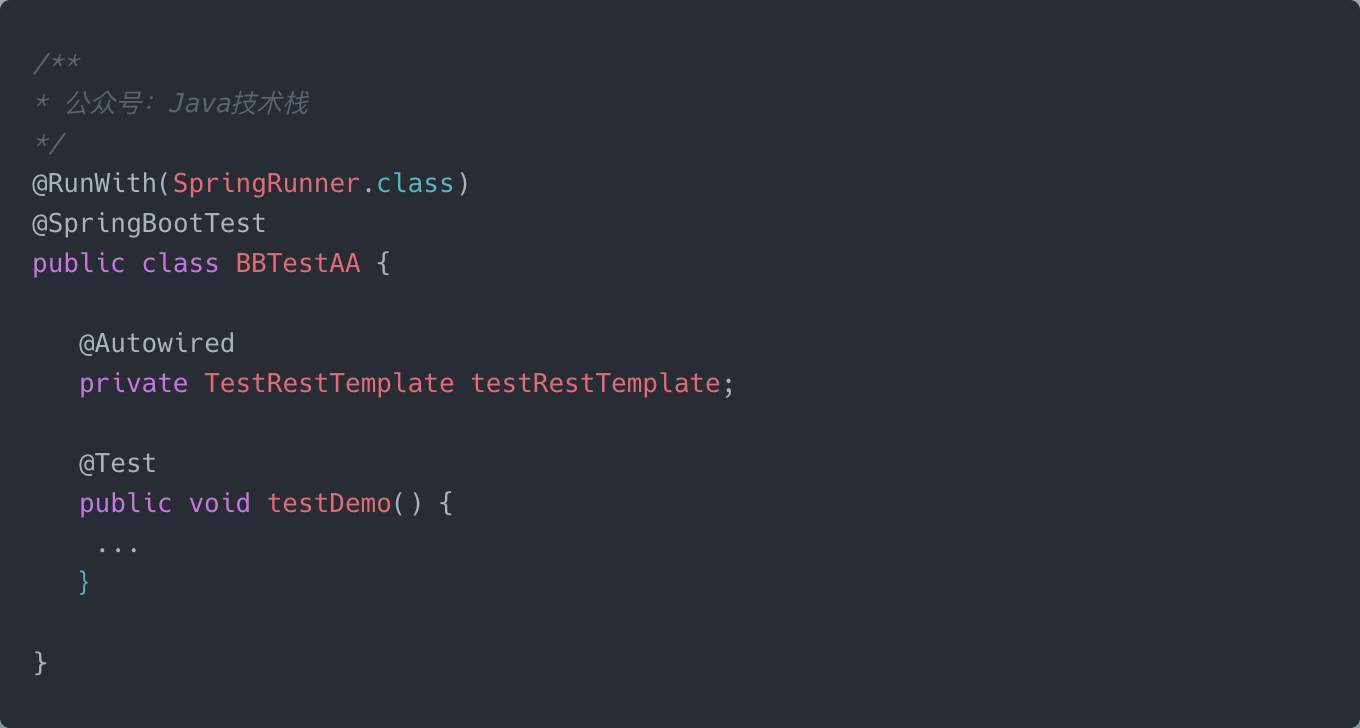 /**
* 公众号：Java技术栈
*/
@RunWith(SpringRunner.class)
@SpringBootTest
public class BBTestAA {
@Autowired
private TestRestTemplate testRestTemplate;
@Test
public void testDemo() {
...
}
}